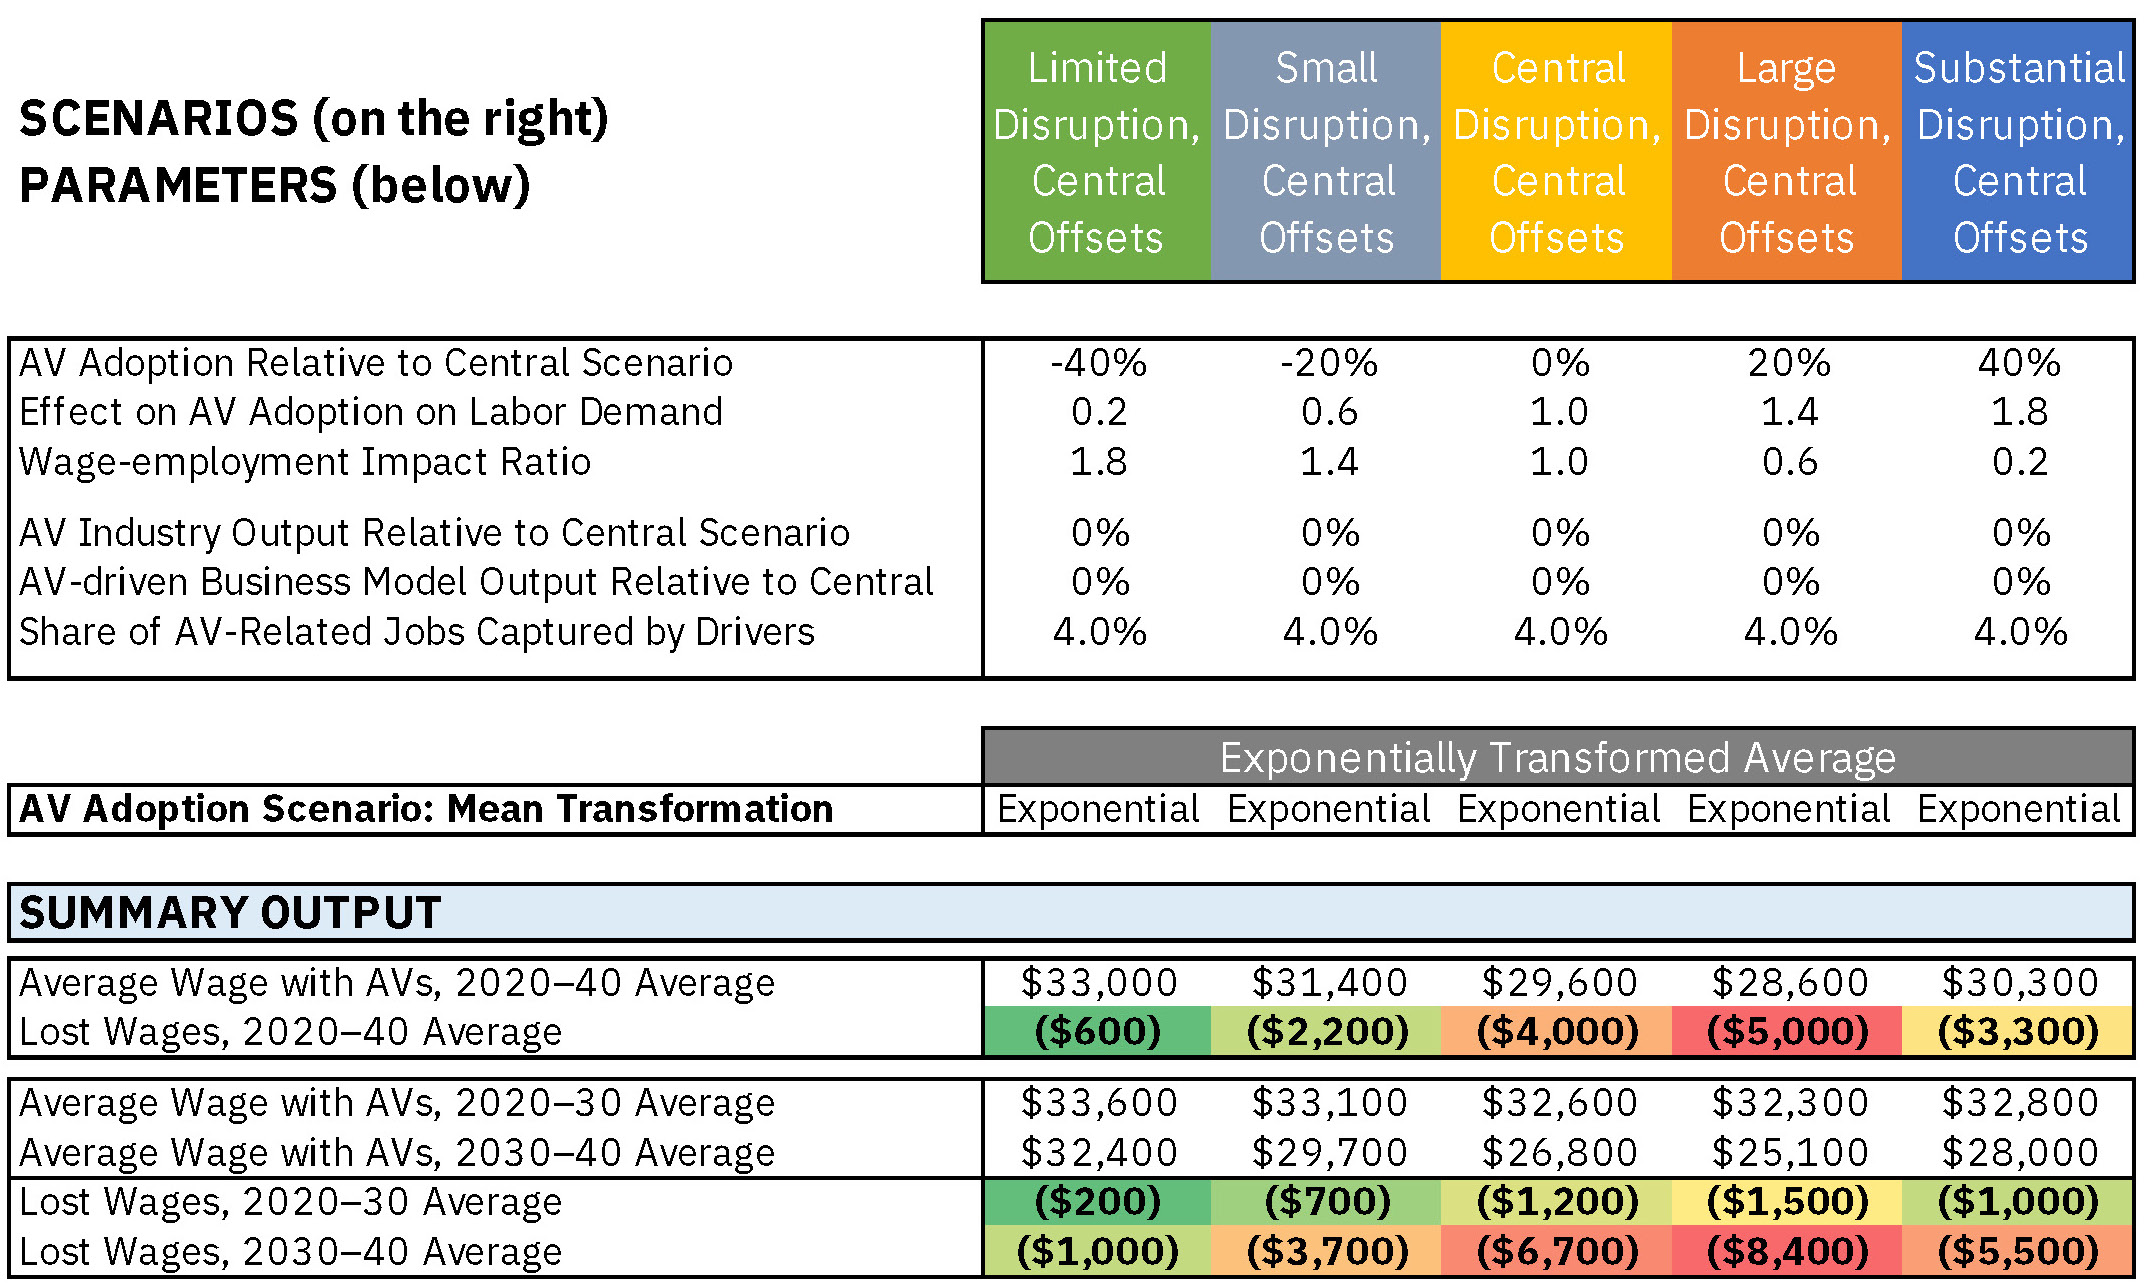 SCENARIOS (on the right)
PARAMETERS (below)
Limited Disruption, Central Offsets
Small Disruption, Central Offsets
Central Disruption, Central Offsets
Large Disruption, Central Offsets
Substantial Disruption, Central Offsets
AV Adoption Relative to Central Scenario -40% -20% 0% 20% 40%
Effect on AV Adoption on Labor Demand 0.2 0.6 1.0 1.4 1.8
Wage-employment Impact Ratio 1.8 1.4 1.0 0.6 0.2
AV Industry Output Relative to Central Scenario 0% 0% 0% 0% 0%
AV-driven Business Model Output Relative to Central 0% 0% 0% 0% 0%
Share of AV-Related Jobs Captured by Drivers 4.0% 4.0% 4.0% 4.0% 4.0%
Exponentially Transformed Average
AV Adoption Scenario: Mean Transformation Exponential Exponential Exponential Exponential Exponential
SUMMARY OUTPUT
Average Wage with AVs, 2020–40 Average $33,000 $31,400 $29,600 $28,600 $30,300
Lost Wages, 2020–40 Average ($600) ($2,200) ($4,000) ($5,000) ($3,300)
Average Wage with AVs, 2020–30 Average $33,600 $33,100 $32,600 $32,300 $32,800
Average Wage with AVs, 2030–40 Average $32,400 $29,700 $26,800 $25,100 $28,000
Lost Wages, 2020–30 Average ($200) ($700) ($1,200) ($1,500) ($1,000)
Lost Wages, 2030–40 Average ($1,000) ($3,700) ($6,700) ($8,400) ($5,500)